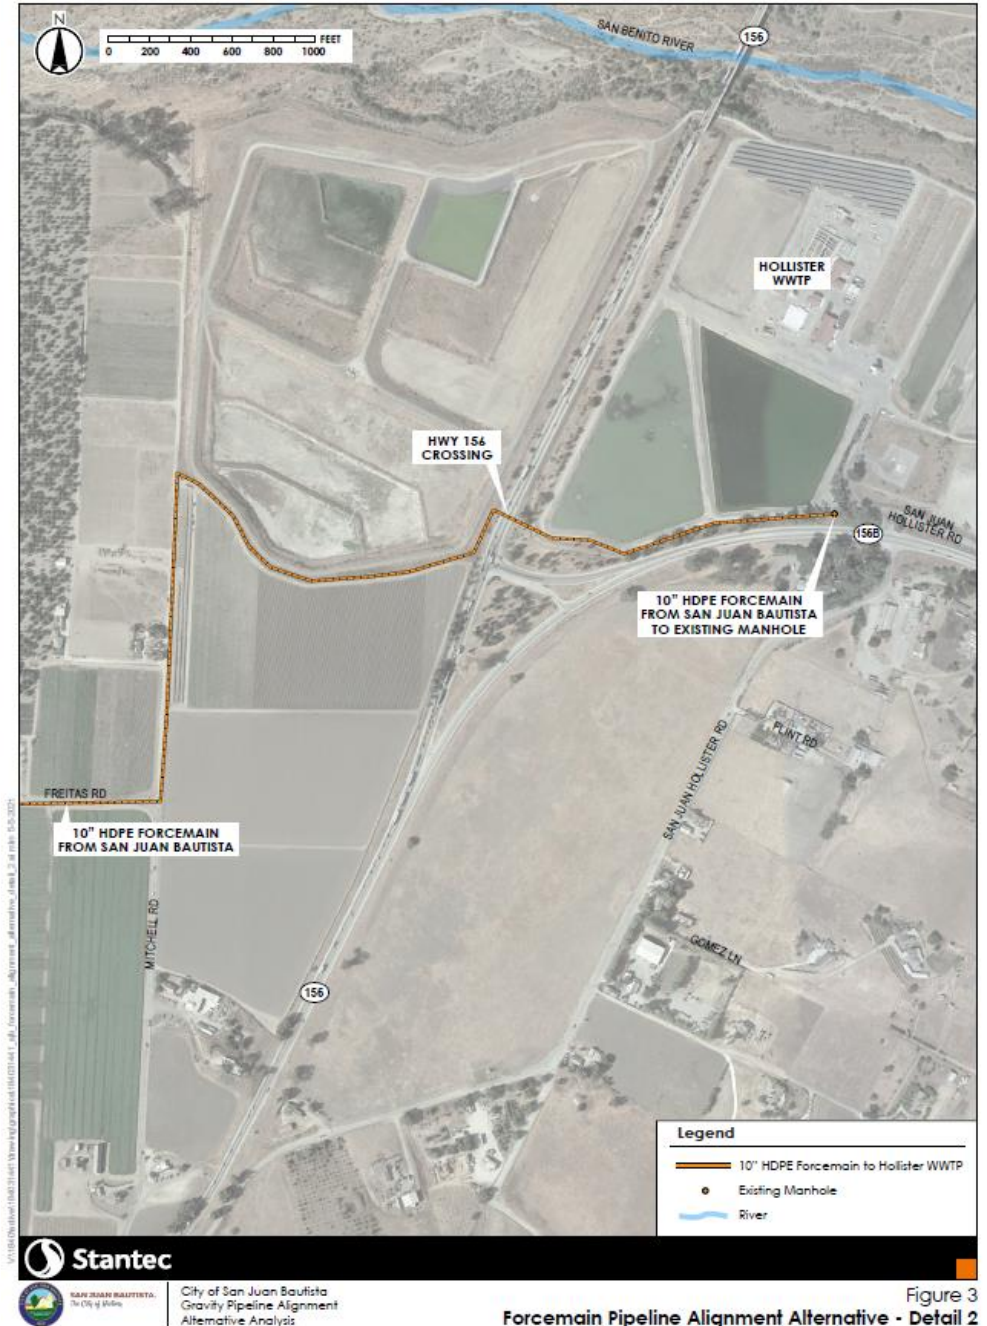 N
FEET
0 200 400 600 800 1000
SAN BENITO RIVER
156
HOLLISTER
WWTP
HWY 156
CROSSING
SAN JUAN
HOLLISTER RD
156B
10" HDPE FORCEMAIN
FROM SAN JUAN BAUTISTA
TO EXISTING MANHOLE
FLINT RD
SAN JUAN HOLLISTER RD
FREITAS RD
10" HDPE FORCEMAIN
FROM SAN JUAN BAUTISTA
MITCHELL RD
GOMEZ LN
156
Legend
10" HDPE Forcemain to Hollister WWTP
Existing Manhole
River
Stantec
SAN JUAN BAUTISTA.
The City of History
City of San Juan Bautista
Gravity Pipeline Alignment
Alternative Analysis
Figure 3
Forcemain Pipeline Alignment Alternative - Detail 2